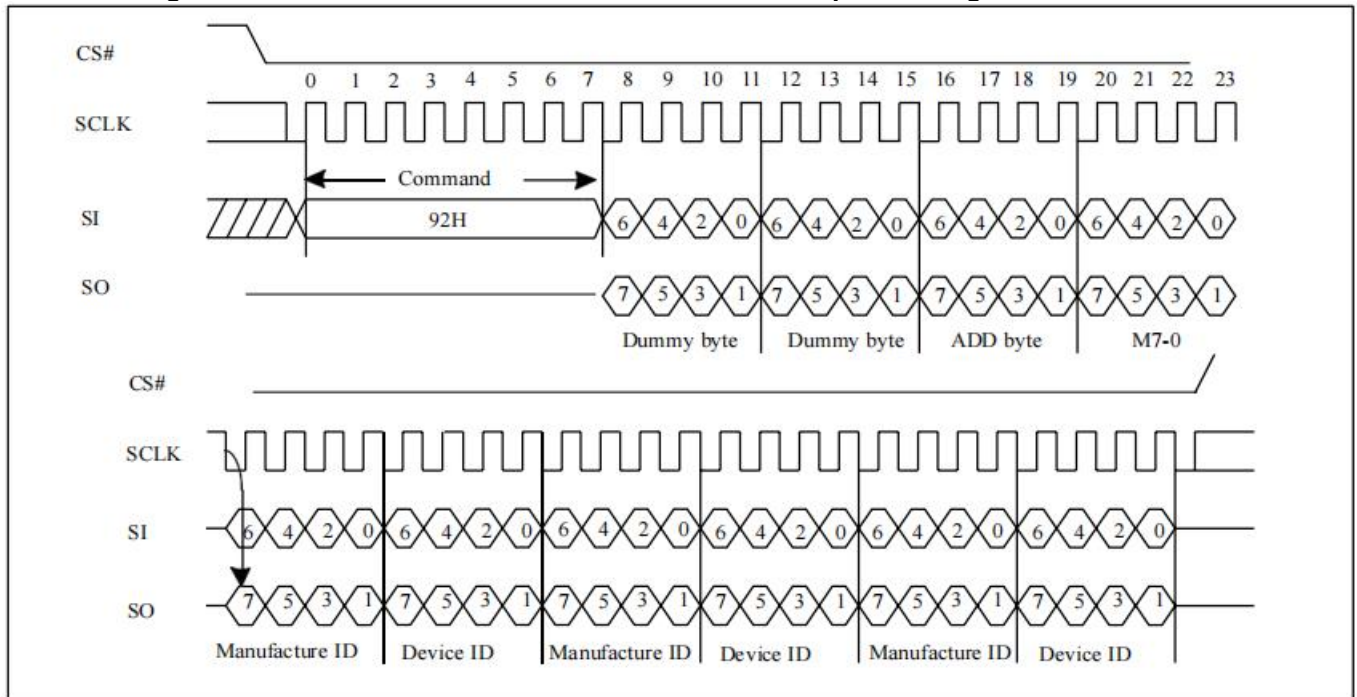 CS#
0 1 2 3 4 5 6 7 8 9 10 11 12 13 14 15 16 17 18 19 20 21 22 23
SCLK
Command
SI 92H 6 4 2 0 6 4 2 0 6 4 2 0 6 4 2 0
SO 7 5 3 1 7 5 3 1 7 5 3 1 7 5 3 1
Dummy byte Dummy byte ADD byte M7-0
CS#
SCLK
SI 6 4 2 0 6 4 2 0 6 4 2 0 6 4 2 0 6 4 2 0 6 4 2 0
SO 7 5 3 1 7 5 3 1 7 5 3 1 7 5 3 1 7 5 3 1 7 5 3 1
Manufacture ID Device ID Manufacture ID Device ID Manufacture ID Device ID